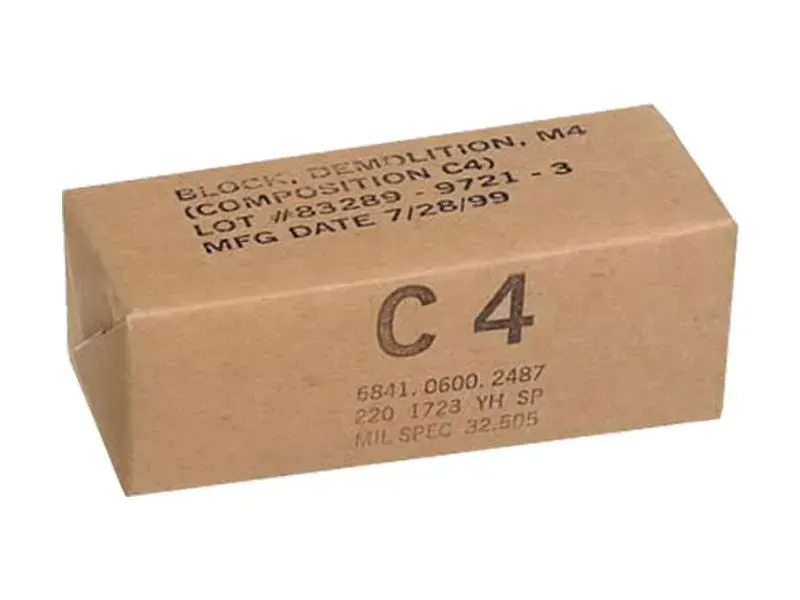 BLOCK, DEMOLITION, M4
(COMPOSITION C4)
LOT #83289 - 9721 - 3
MFG DATE 7/28/99
C 4
6841.0600.2487
220 1723 YH SP
MIL SPEC 32.505